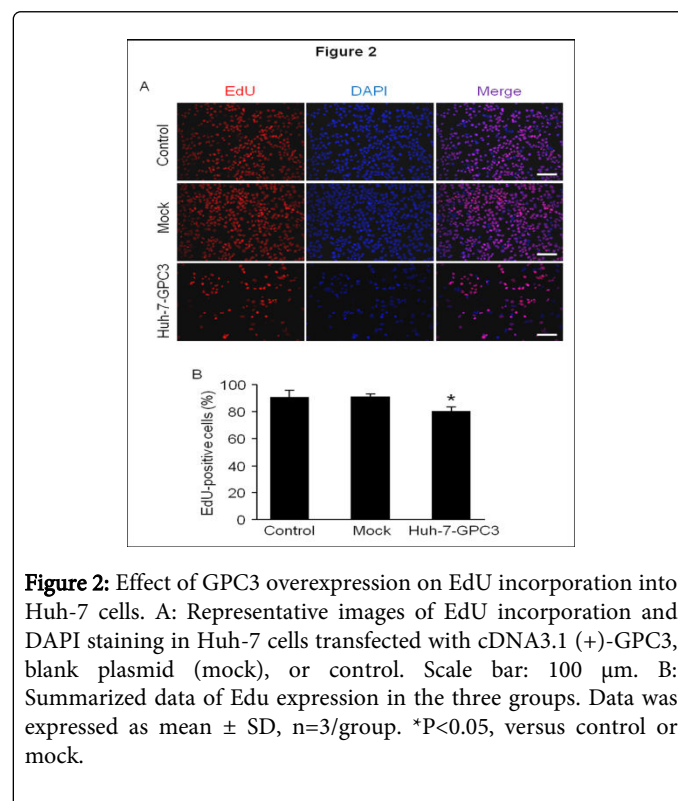 Figure 2
A
EdU DAPI Merge
Control
Mock
Huh-7-GPC3
B
EdU-positive cells (%)
100
80
60
40
20
0
Control Mock Huh-7-GPC3
*
Figure 2: Effect of GPC3 overexpression on EdU incorporation into
Huh-7 cells. A: Representative images of EdU incorporation and
DAPI staining in Huh-7 cells transfected with cDNA3.1 (+)-GPC3,
blank plasmid (mock), or control. Scale bar: 100 μm. B:
Summarized data of Edu expression in the three groups. Data was
expressed as mean ± SD, n=3/group. *P<0.05, versus control or
mock.